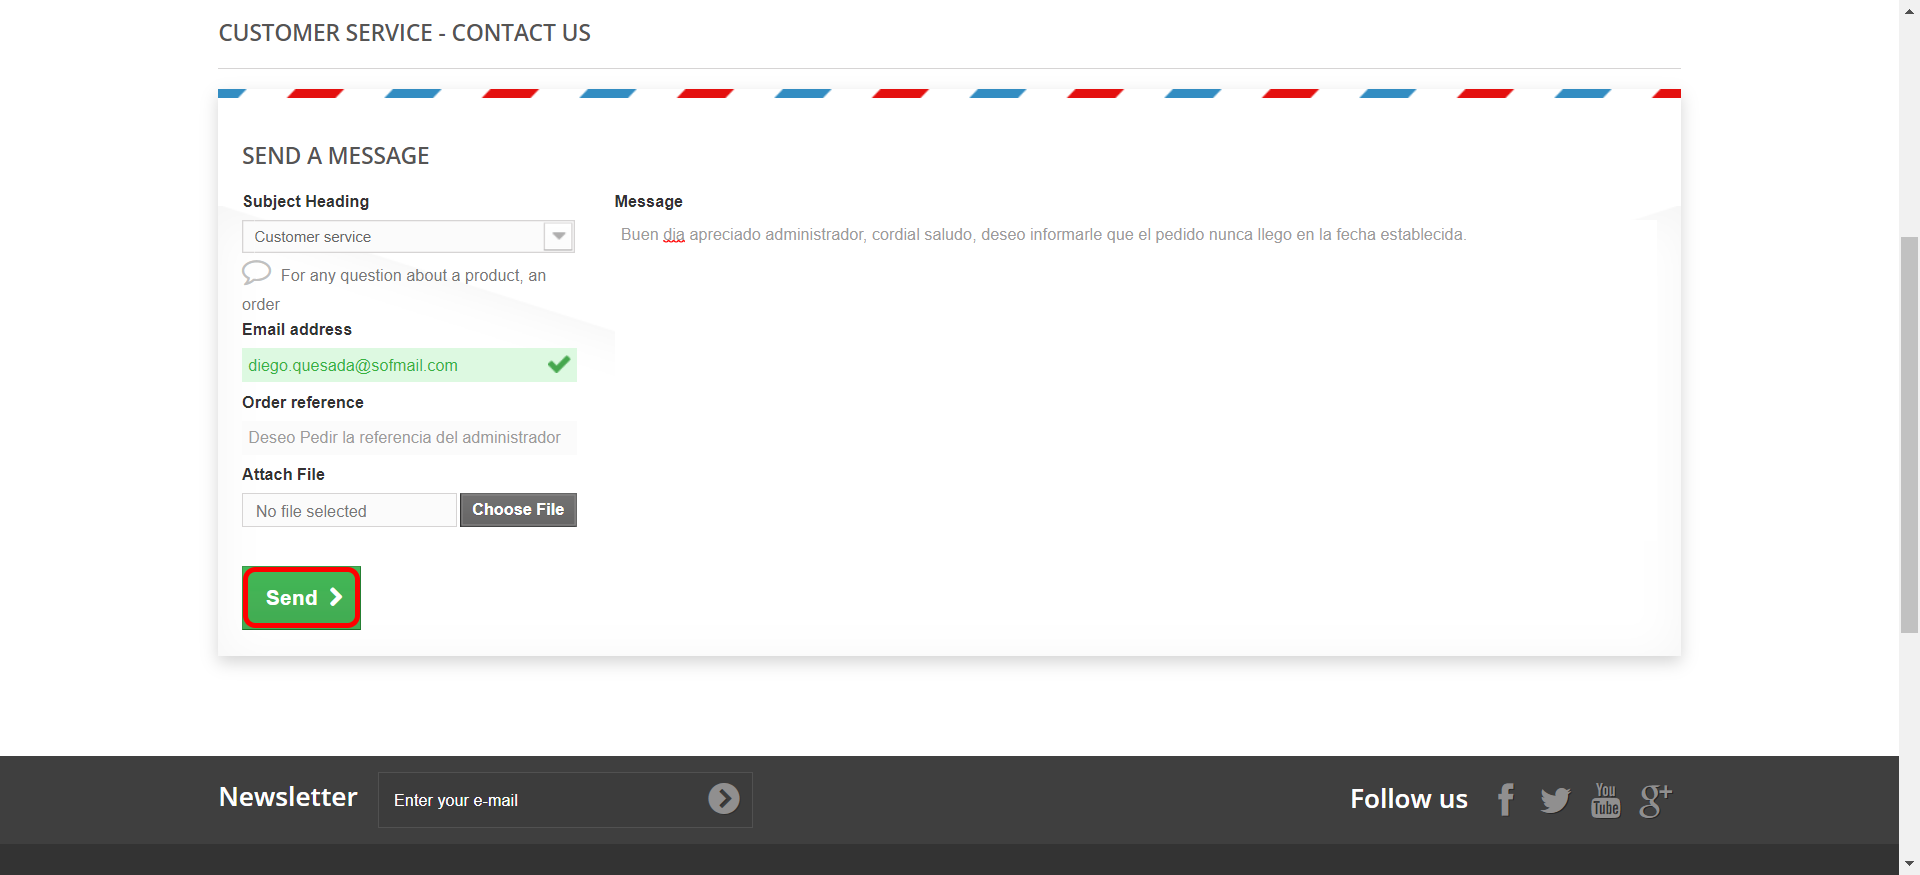 CUSTOMER SERVICE - CONTACT US
SEND A MESSAGE
Subject Heading
Customer service
For any question about a product, an
order
Email address
diego.quesada@sofmail.com
Order reference
Deseo Pedir la referencia del administrador
Attach File
No file selected
Choose File
Send
Message
Buen dia apreciado administrador, cordial saludo, deseo informarle que el pedido nunca llego en la fecha establecida.
Newsletter
Enter your e-mail
Follow us
You
Tube
g+